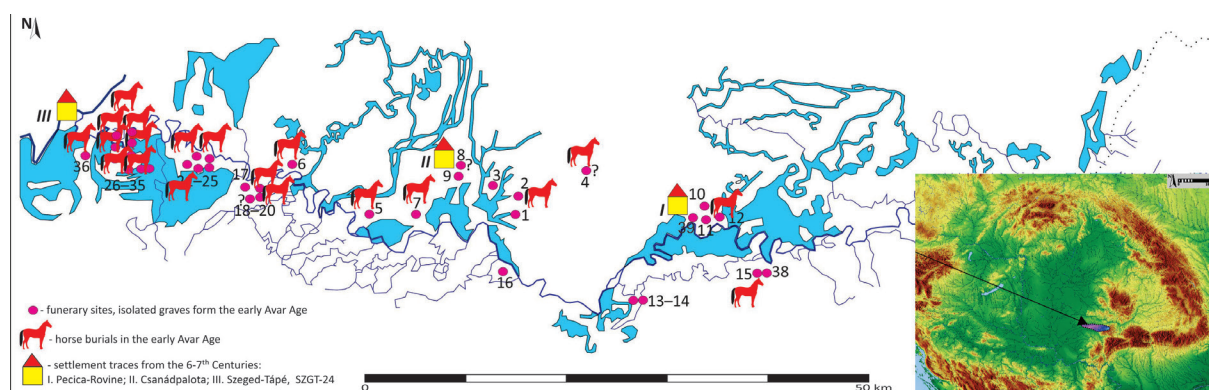 N
III
36
26–35
25
17
?
18–20
6
?
5
7
II
8
?
9
3
2
1
16
4?
I
10
39
11
12
15
38
13–14
- funerary sites, isolated graves form the early Avar Age
- horse burials in the early Avar Age
- settlement traces from the 6-7th Centuries:
I. Pecica-Rovine; II. Csanádpalota; III. Szeged-Tápé, SZGT-24
0
50 km